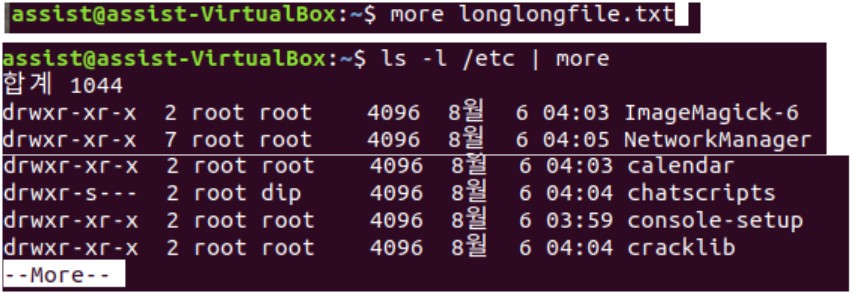 assist@assist-VirtualBox:~$ more longlongfile.txt
assist@assist-VirtualBox:~$ ls -l /etc | more
합계 1044
drwxr-xr-x 2 root root 4096 8월 6 04:03 ImageMagick-6
drwxr-xr-x 7 root root 4096 8월 6 04:05 NetworkManager
drwxr-xr-x 2 root root 4096 8월 6 04:03 calendar
drwxr-s--- 2 root dip 4096 8월 6 04:04 chatscripts
drwxr-xr-x 2 root root 4096 8월 6 03:59 console-setup
drwxr-xr-x 2 root root 4096 8월 6 04:04 cracklib
--More--